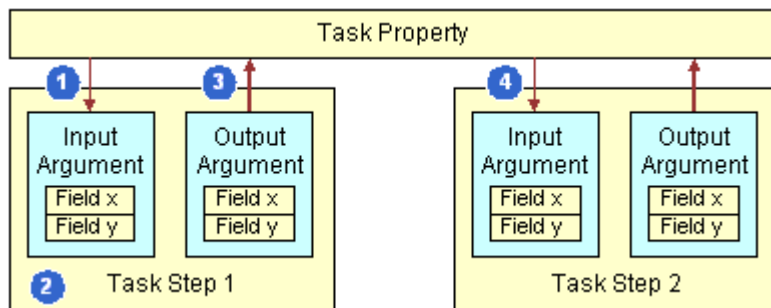 Task Property
1
3
4
Input
Argument
Field x
Field y
Output
Argument
Field x
Field y
2
Task Step 1
Input
Argument
Field x
Field y
Output
Argument
Field x
Field y
Task Step 2